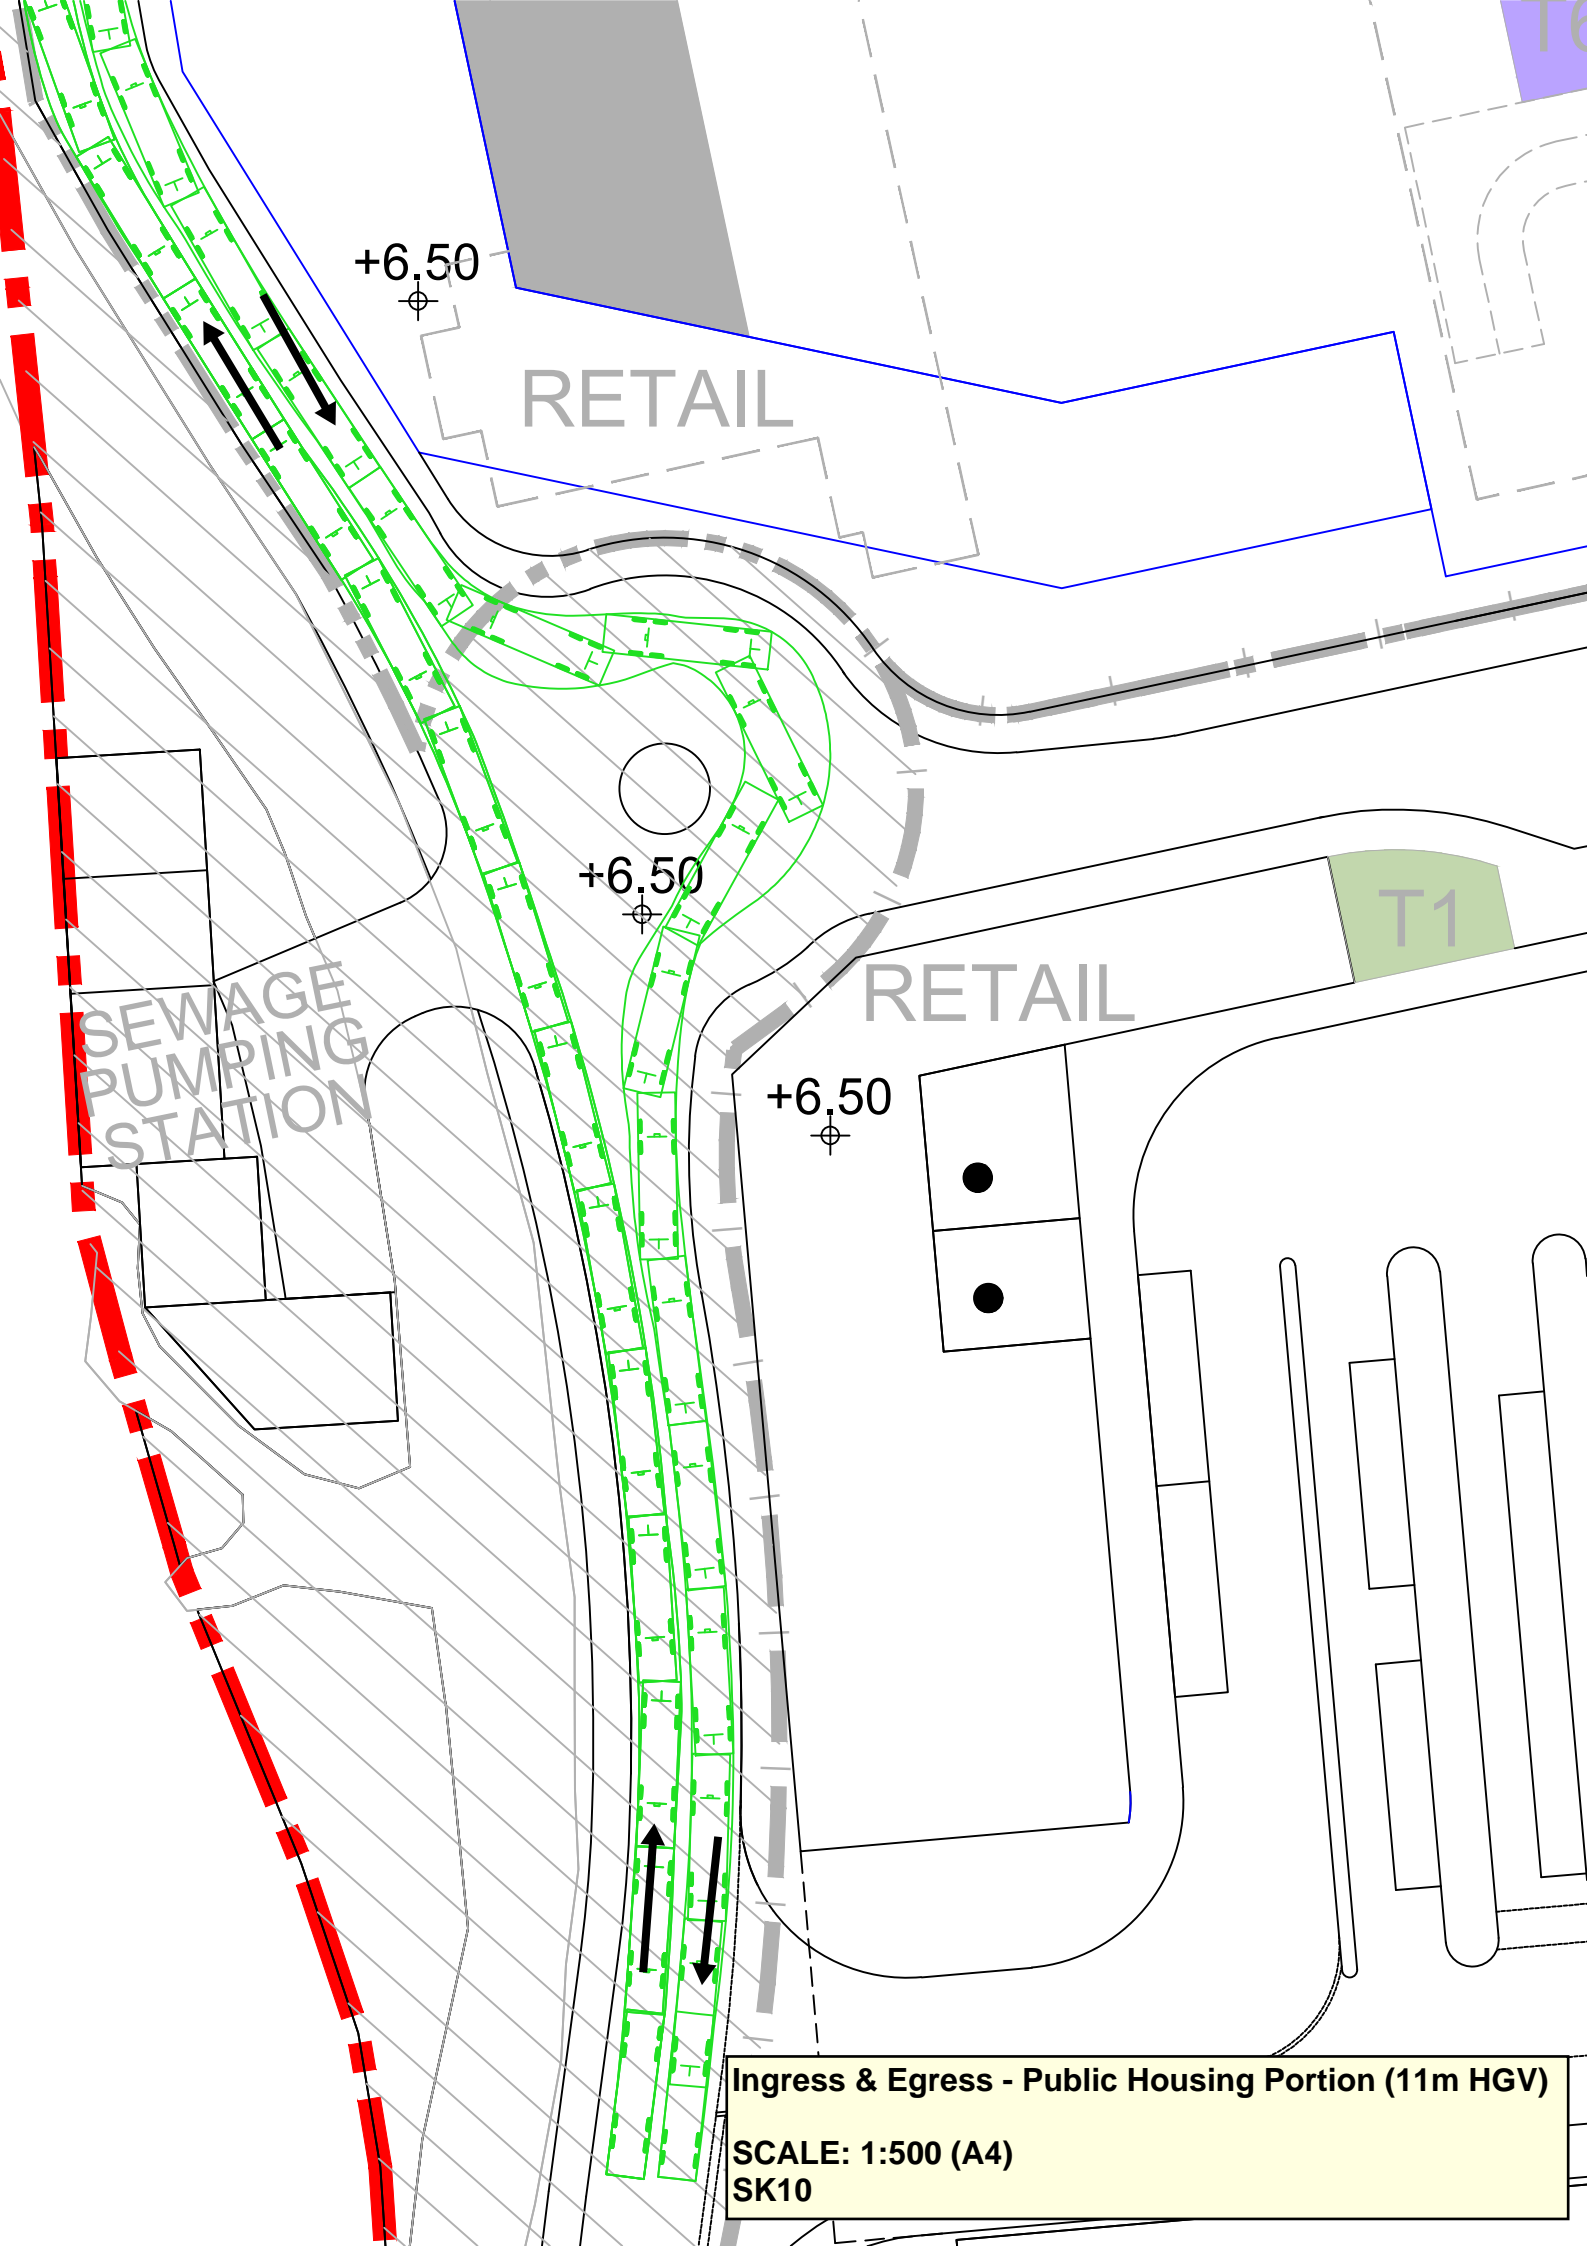 T6
+6.50
RETAIL
+6.50
T1
RETAIL
SEWAGE
PUMPING
STATION
+6.50
Ingress & Egress - Public Housing Portion (11m HGV)
SCALE: 1:500 (A4)
SK10